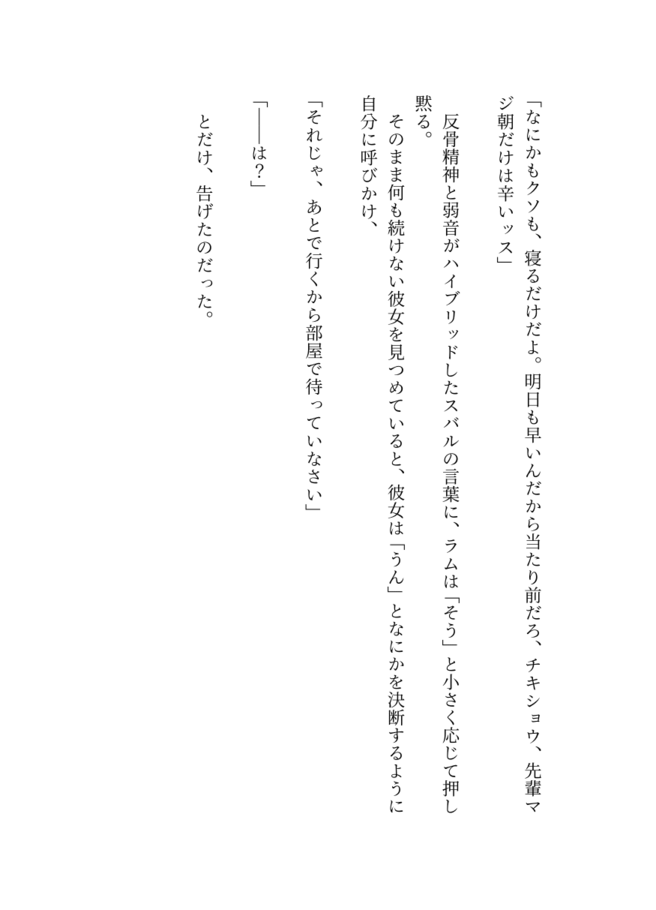 「なにかもクソも、寝るだけだよ。明日も早いんだから当たり前だろ、チキショウ、先輩マ
ジ朝だけは辛いッス」
　反骨精神と弱音がハイブリッドしたスバルの言葉に、ラムは「そう」と小さく応じて押し
黙る。
　そのまま何も続けない彼女を見つめていると、彼女は「うん」となにかを決断するように
自分に呼びかけ、
「それじゃ、あとで行くから部屋で待っていなさい」
「――は？」
　とだけ、告げたのだった。